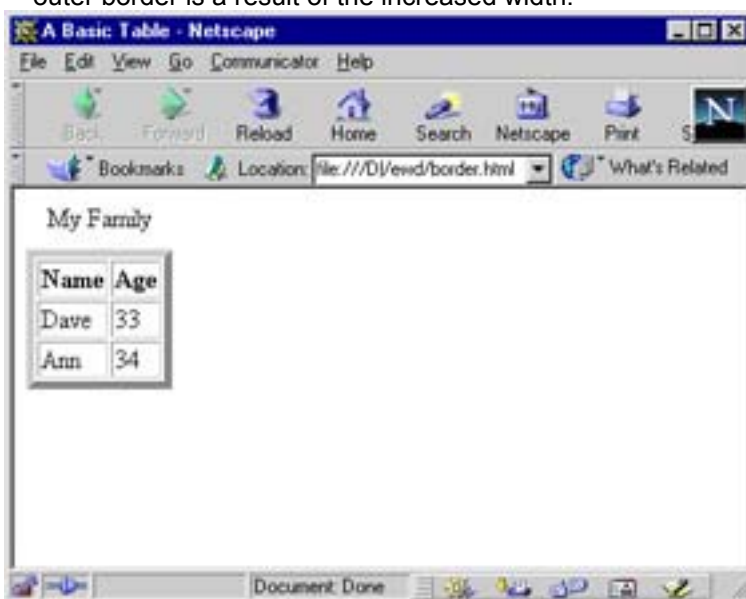 outer border is a result of the increased width.
A Basic Table - Netscape
File Edit View Go Communicator Help
Back Forward Reload Home Search Netscape Print S N
Bookmarks Location: file:///D|/ewd/border.html What's Related
My Family
Name Age
Dave 33
Ann 34
Document: Done